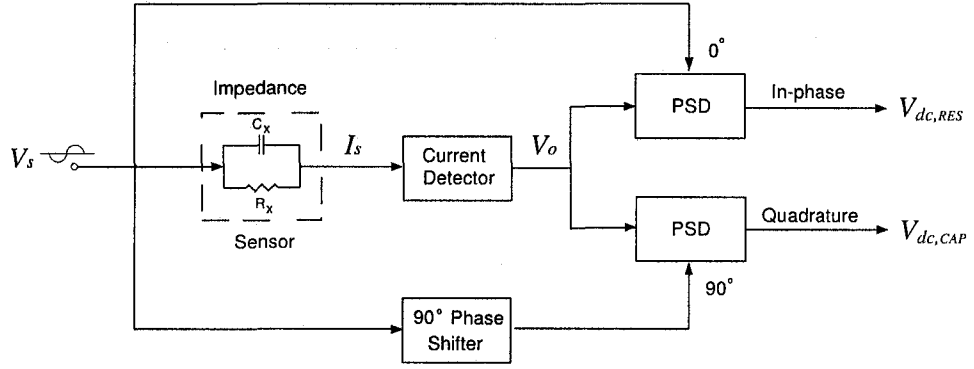 0°
Impedance
PSD
In-phase
V_dc,RES
C_x
V_s
I_s
Current
Detector
V_o
R_x
Sensor
PSD
Quadrature
V_dc,CAP
90°
90° Phase
Shifter